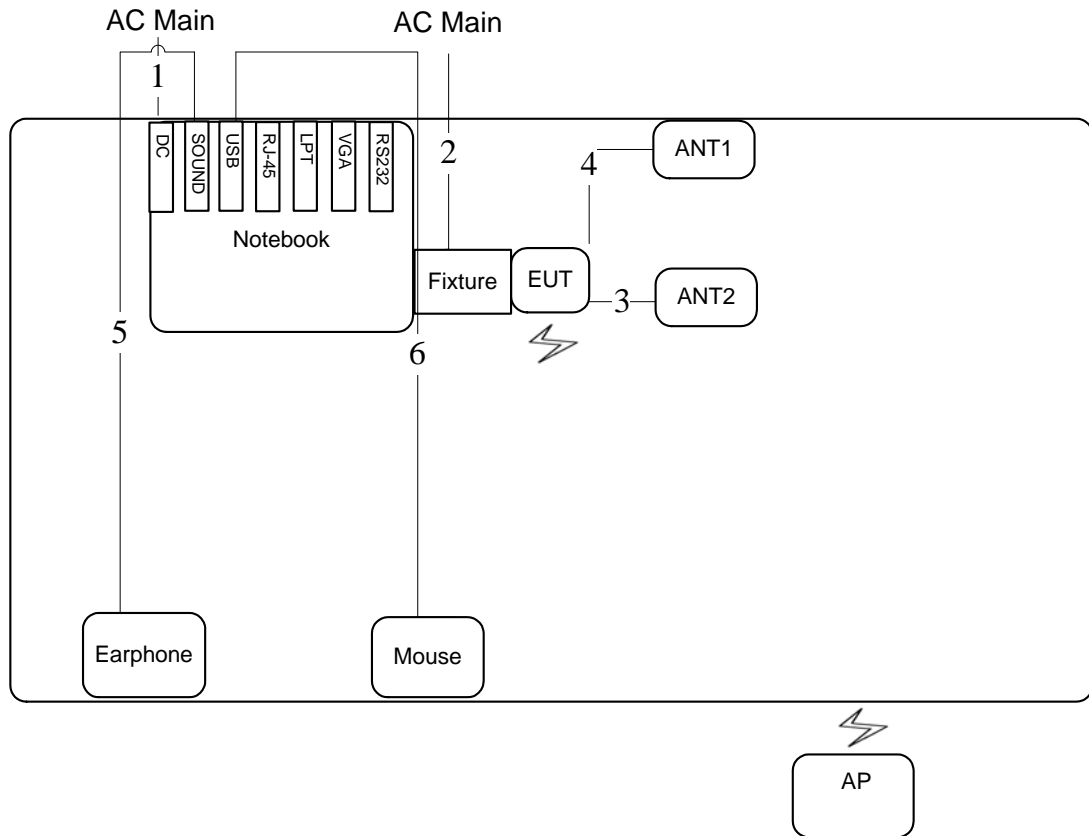 AC Main
AC Main
1
2
4
ANT1
DC
SOUND
USB
RJ-45
LPT
VGA
RS232
Notebook
Fixture
EUT
3
ANT2
5
6
Earphone
Mouse
AP